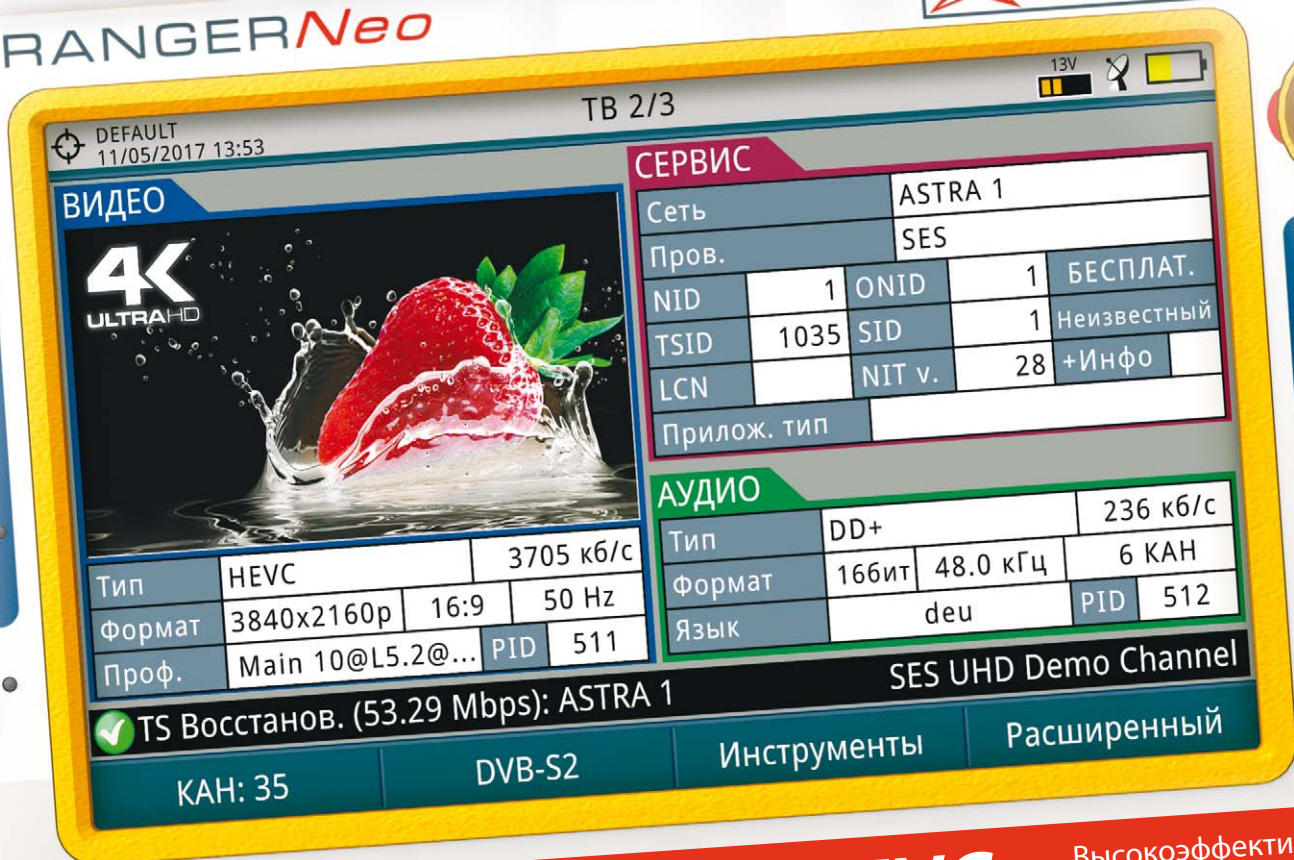 RANGERNeo
DEFAULT
11/05/2017 13:53
ТВ 2/3
13V
ВИДЕО
4K
ULTRAHD
Тип HEVC 3705 кб/с
Формат 3840x2160p 16:9 50 Hz
Проф. Main 10@L5.2@... PID 511
СЕРВИС
Сеть ASTRA 1
Пров. SES
NID 1 ONID 1 БЕСПЛАТ.
TSID 1035 SID 1 Неизвестный
LCN NIT v. 28 +Инфо
Прилож. тип
АУДИО
Тип DD+ 236 кб/с
Формат 16бит 48.0 кГц 6 КАН
Язык deu PID 512
TS Восстанов. (53.29 Mbps): ASTRA 1 SES UHD Demo Channel
КАН: 35 DVB-S2 Инструменты Расширенный